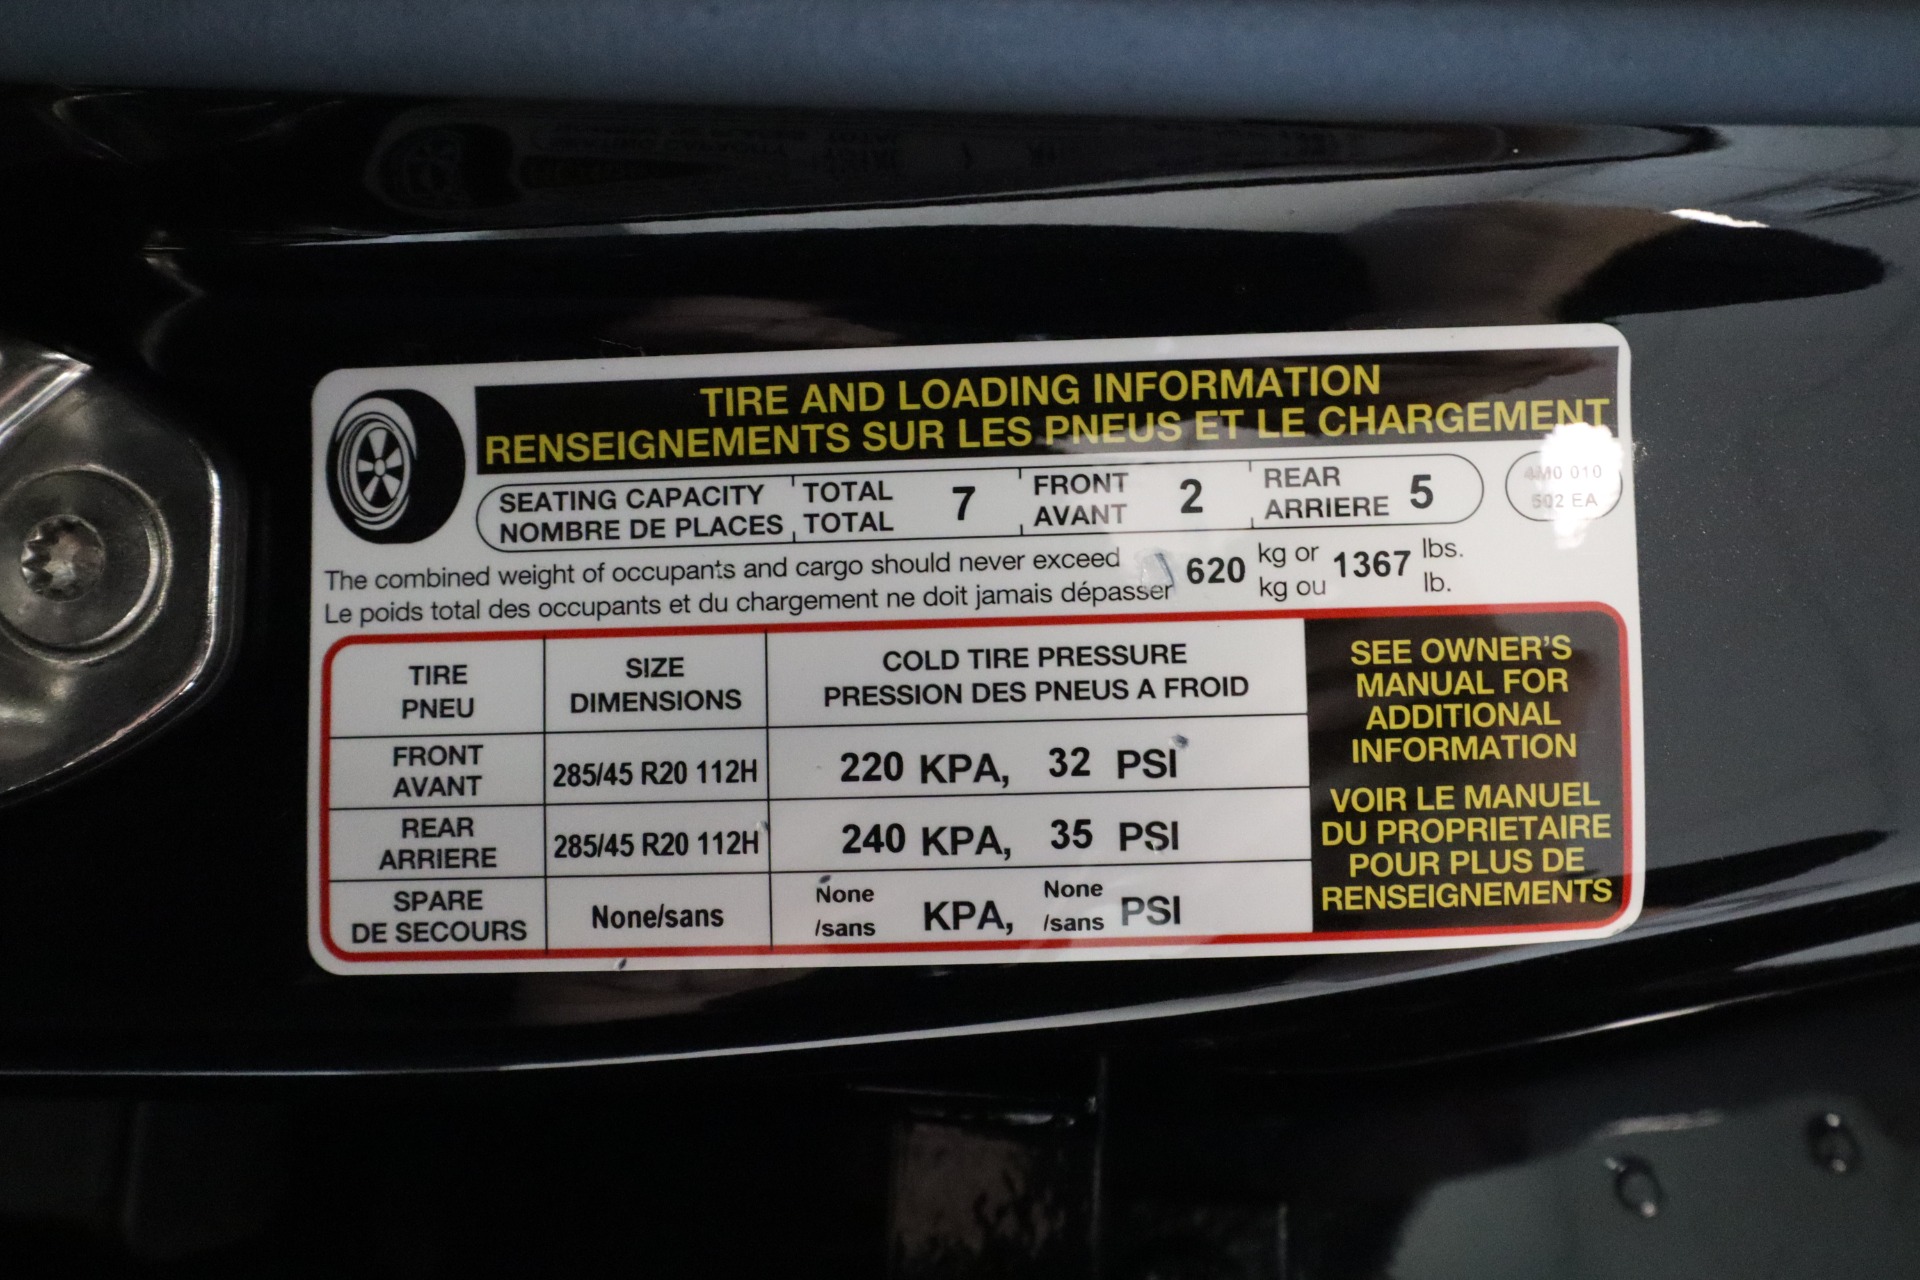 TIRE AND LOADING INFORMATION
RENSEIGNEMENTS SUR LES PNEUS ET LE CHARGEMENT
SEATING CAPACITY TOTAL 7 FRONT 2 REAR 5
NOMBRE DE PLACES TOTAL AVANT ARRIERE
4M0 010
502 EA
The combined weight of occupants and cargo should never exceed 620 kg or 1367 lbs.
Le poids total des occupants et du chargement ne doit jamais dépasser kg ou lb.
TIRE SIZE COLD TIRE PRESSURE
PNEU DIMENSIONS PRESSION DES PNEUS A FROID
FRONT
AVANT 285/45 R20 112H 220 KPA, 32 PSI
REAR
ARRIERE 285/45 R20 112H 240 KPA, 35 PSI
SPARE
DE SECOURS None/sans None /sans KPA, None /sans PSI
SEE OWNER'S
MANUAL FOR
ADDITIONAL
INFORMATION
VOIR LE MANUEL
DU PROPRIETAIRE
POUR PLUS DE
RENSEIGNEMENTS